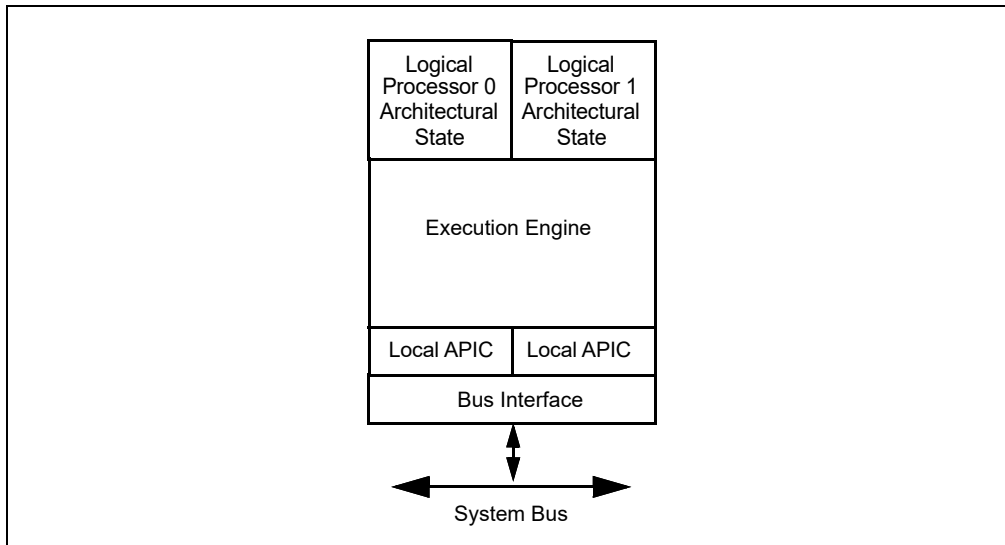 Logical
Processor 0
Architectural
State
Logical
Processor 1
Architectural
State
Execution Engine
Local APIC
Local APIC
Bus Interface
System Bus